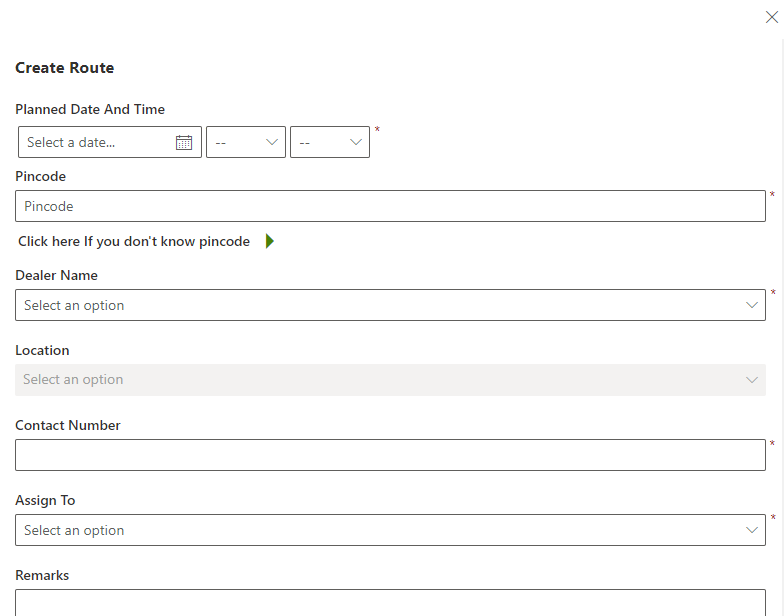 Create Route
Planned Date And Time
Select a date... -- -- *
Pincode
Pincode *
Click here If you don't know pincode
Dealer Name
Select an option *
Location
Select an option
Contact Number
*
Assign To
Select an option *
Remarks